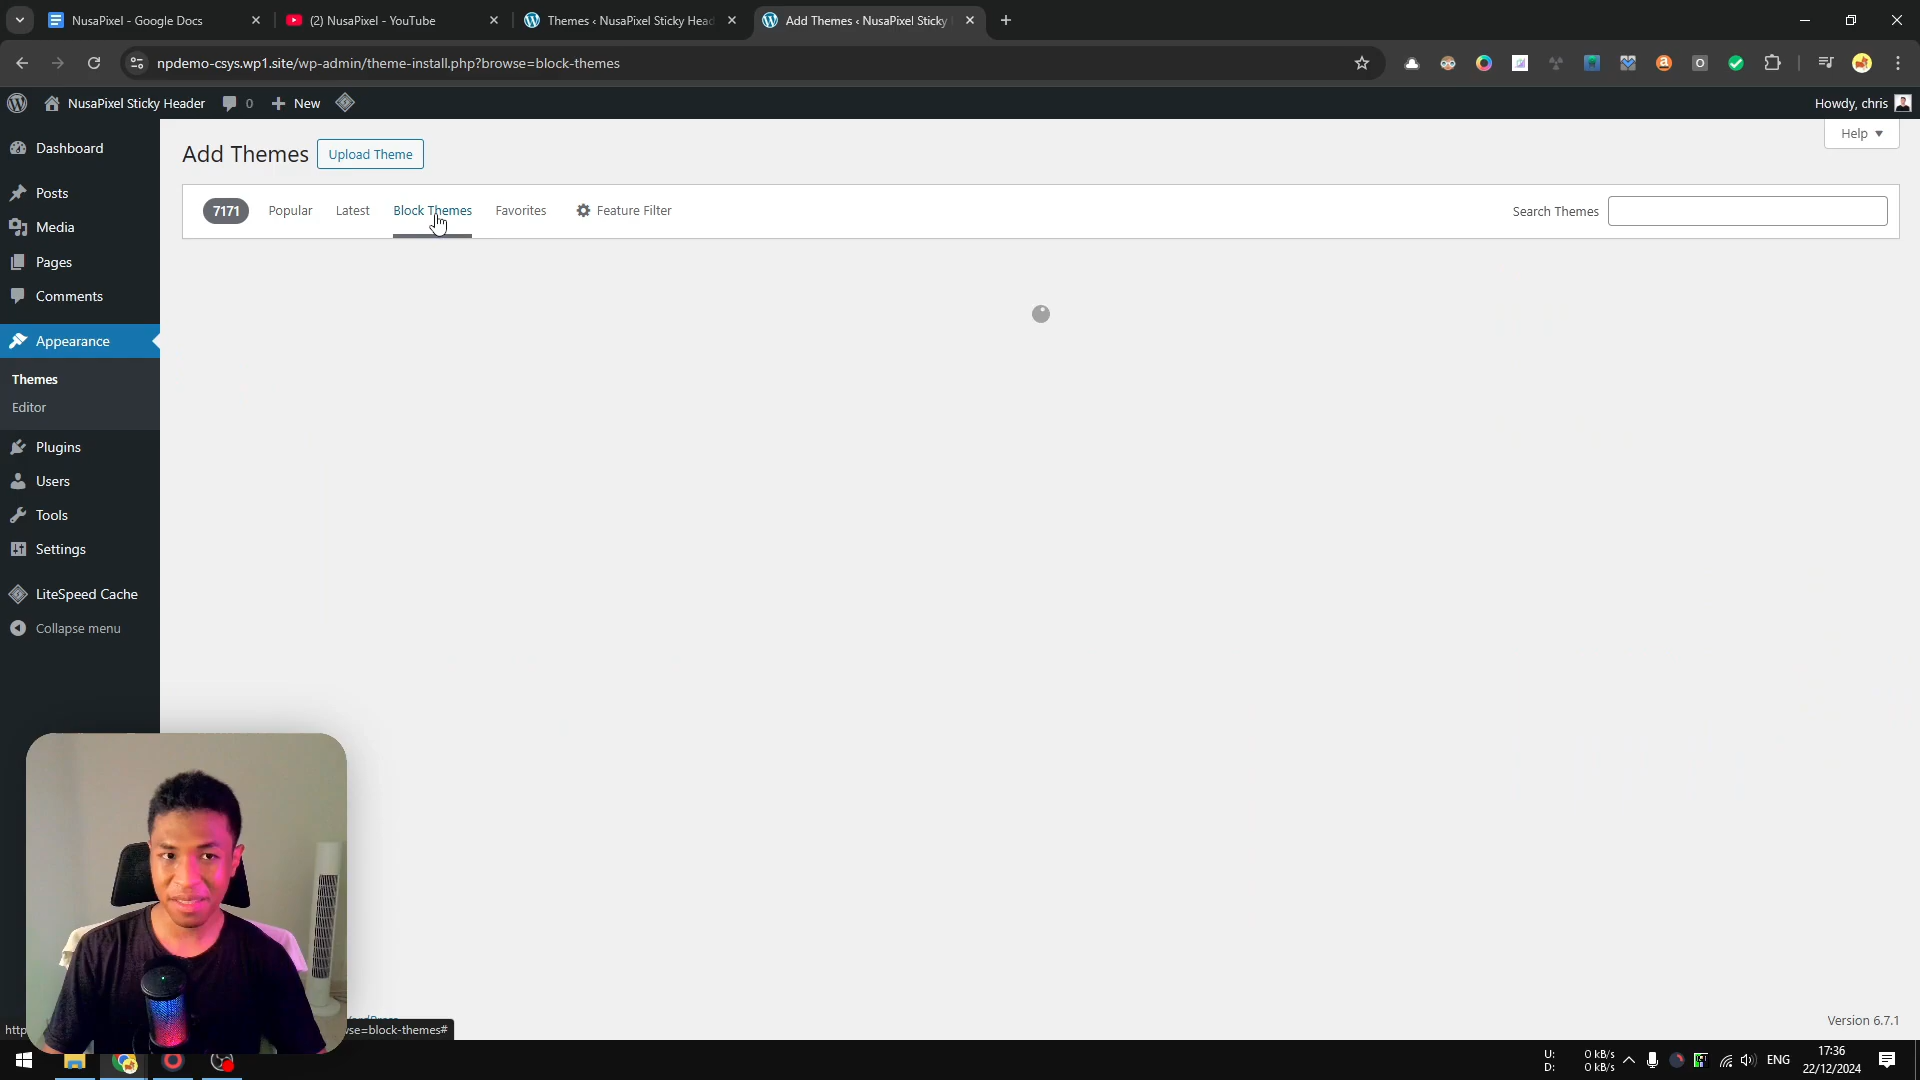 NusaPixel - Google Docs
(2) NusaPixel - YouTube
Themes ‹ NusaPixel Sticky Head
Add Themes ‹ NusaPixel Sticky
npdemo-csys.wp1.site/wp-admin/theme-install.php?browse=block-themes
NusaPixel Sticky Header
0
New
Howdy, chris
Help
Dashboard
Posts
Media
Pages
Comments
Appearance
Themes
Editor
Plugins
Users
Tools
Settings
LiteSpeed Cache
Collapse menu
Add Themes
Upload Theme
7171
Popular
Latest
Block Themes
Favorites
Feature Filter
Search Themes
Version 6.7.1
http
wse=block-themes#
U: 0 kB/s
D: 0 kB/s
ENG
17:36
22/12/2024